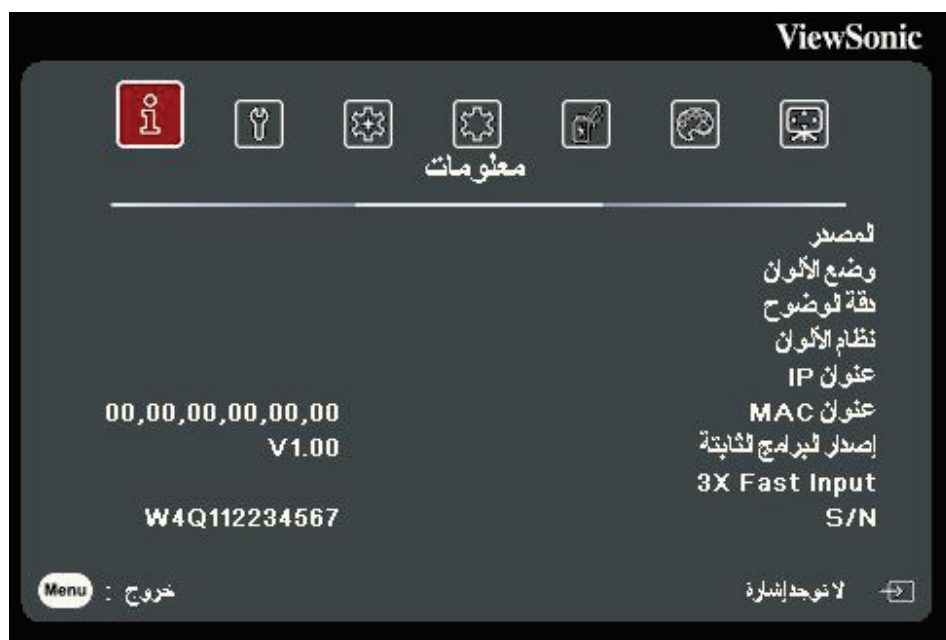 ViewSonic
معلومات
المصدر
وضع الألوان
دقة الوضوح
نظام الألوان
عنوان IP
عنوان MAC 00,00,00,00,00,00
إصدار البرامج الثابتة V1.00
3X Fast Input
S/N W4Q112234567
لا توجد إشارة
خروج : Menu